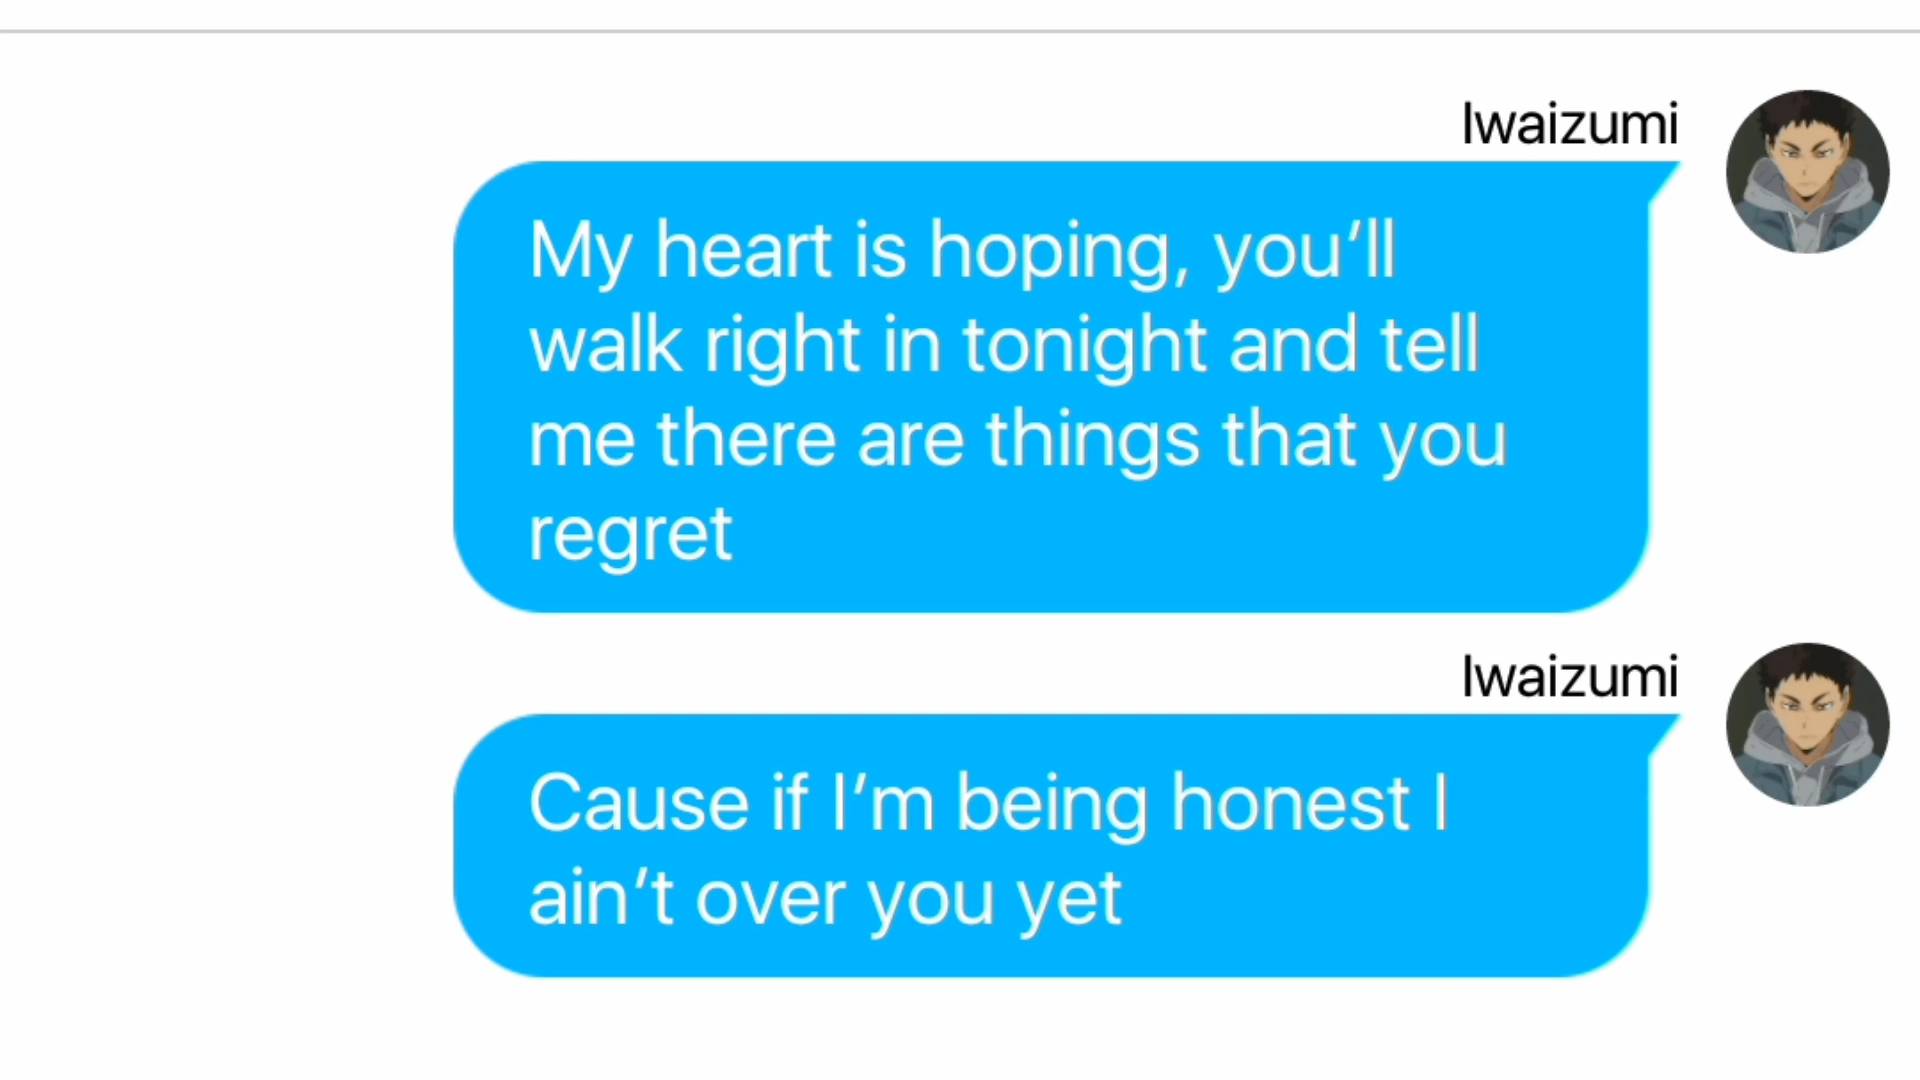 Iwaizumi
My heart is hoping, you’ll
walk right in tonight and tell
me there are things that you
regret
Iwaizumi
Cause if I’m being honest I
ain’t over you yet